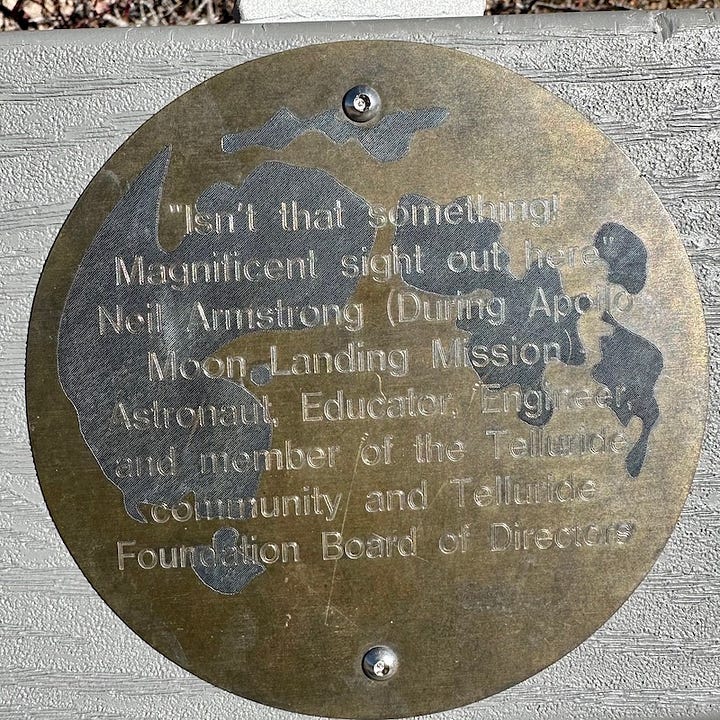 "Isn't that something!
Magnificent sight out here"
Neil Armstrong (During Apollo
Moon Landing Mission).
Astronaut, Educator, Engineer,
and member of the Telluride
community and Telluride
Foundation Board of Directors